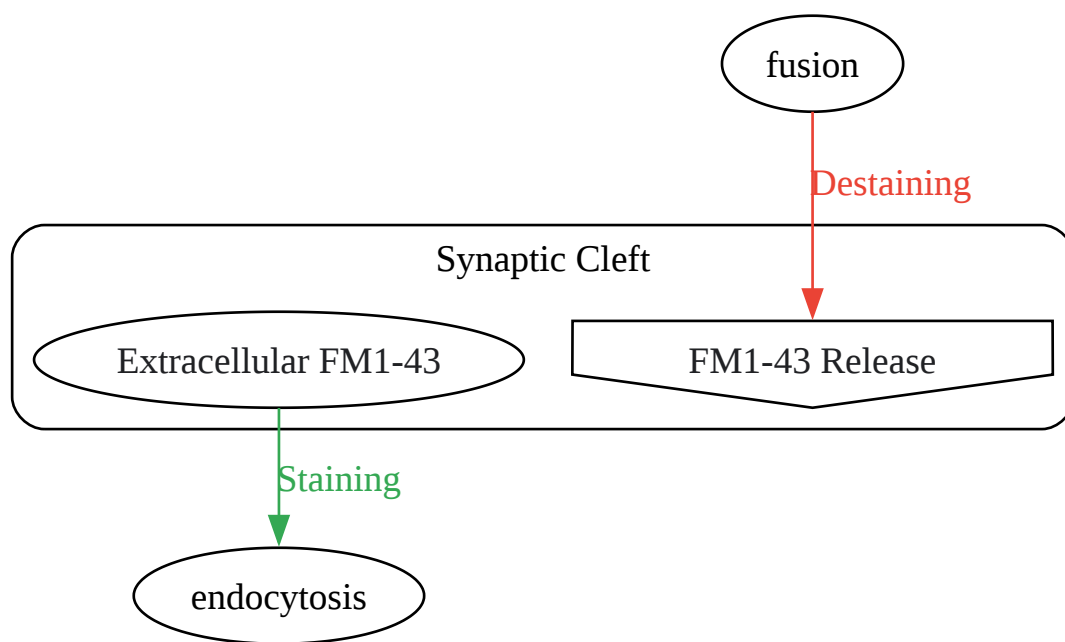 fusion
Destaining
Synaptic Cleft
Extracellular FM1-43
FM1-43 Release
Staining
endocytosis